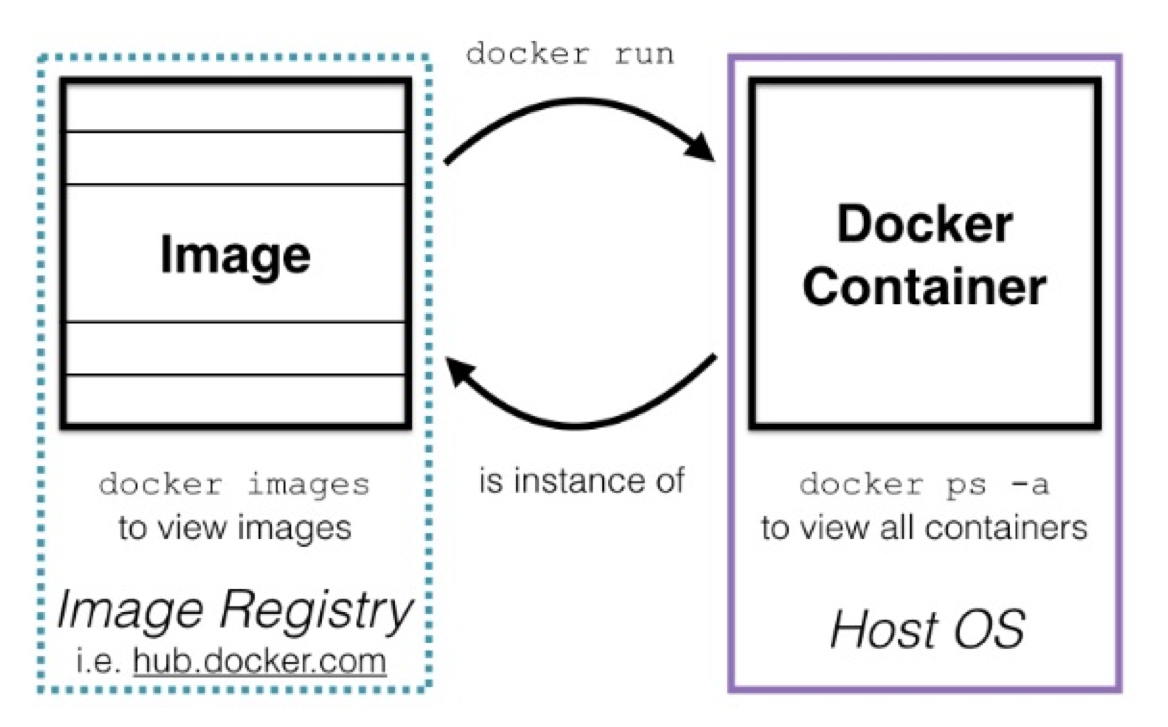 docker run
Image
docker images
to view images
Image Registry
i.e. hub.docker.com
is instance of
Docker
Container
docker ps -a
to view all containers
Host OS